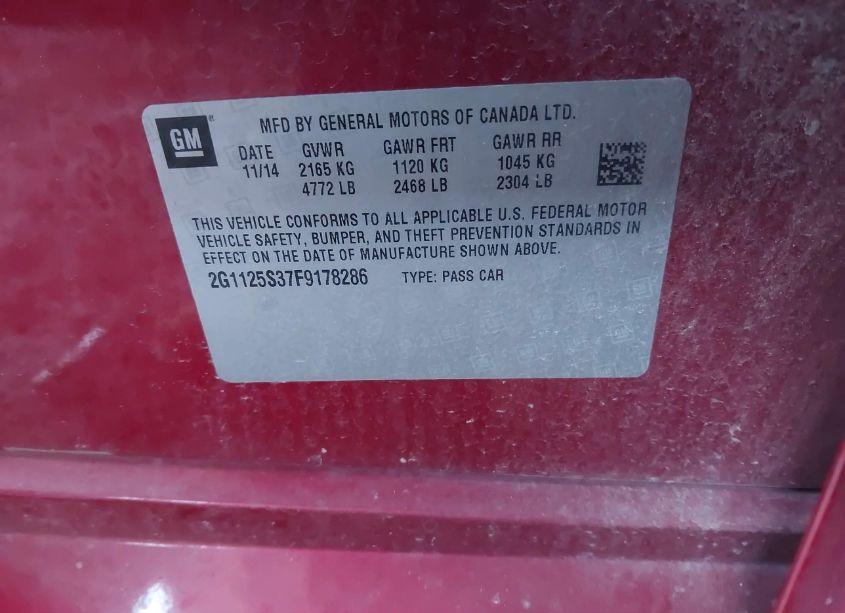 GM
®
MFD BY GENERAL MOTORS OF CANADA LTD.
DATE GVWR GAWR FRT GAWR RR
11/14 2165 KG 1120 KG 1045 KG
4772 LB 2468 LB 2304 LB
THIS VEHICLE CONFORMS TO ALL APPLICABLE U.S. FEDERAL MOTOR
VEHICLE SAFETY, BUMPER, AND THEFT PREVENTION STANDARDS IN
EFFECT ON THE DATE OF MANUFACTURE SHOWN ABOVE.
2G1125S37F9178286 TYPE: PASS CAR